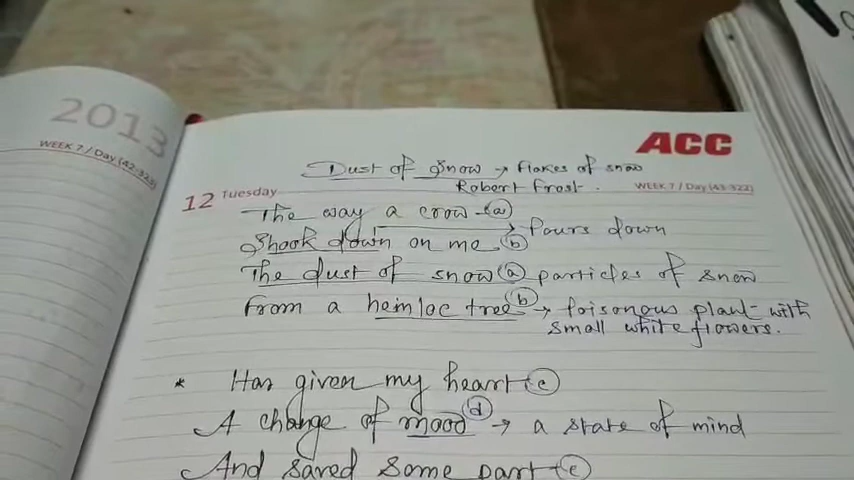 2013
WEEK 7 / Day (42-323)
ACC
Dust of Snow → flakes of snow
Robert Frost.
WEEK 7 / Day (43-322)
12 Tuesday
The way a crow (a)
Shook down on me (b) → Pours down
The dust of snow (a) particles of snow
From a hemloc tree (b) → poisonous plant with
small white flowers.
* Has given my heart (c)
A change of mood (d) → a state of mind
And saved some part (c)